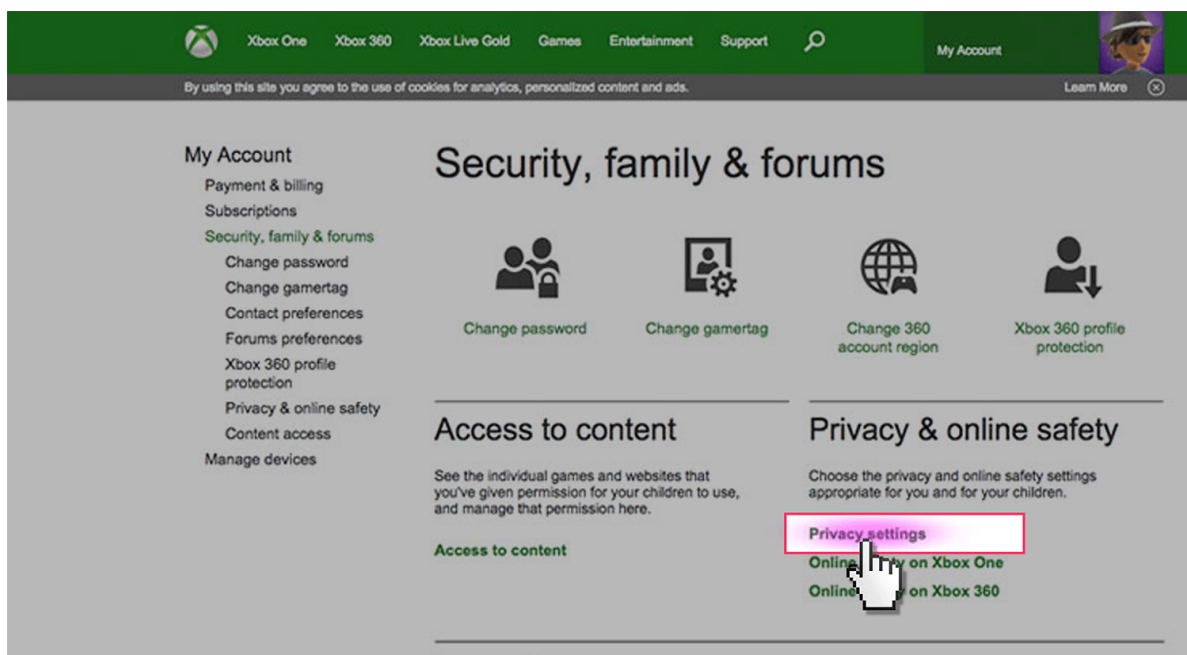 Xbox One Xbox 360 Xbox Live Gold Games Entertainment Support My Account
By using this site you agree to the use of cookies for analytics, personalized content and ads. Learn More
My Account
Payment & billing
Subscriptions
Security, family & forums
Change password
Change gamertag
Contact preferences
Forums preferences
Xbox 360 profile
protection
Privacy & online safety
Content access
Manage devices
Security, family & forums
Change password
Change gamertag
Change 360
account region
Xbox 360 profile
protection
Access to content
See the individual games and websites that
you've given permission for your children to use,
and manage that permission here.
Access to content
Privacy & online safety
Choose the privacy and online safety settings
appropriate for you and for your children.
Privacy settings
Online on Xbox One
Online on Xbox 360